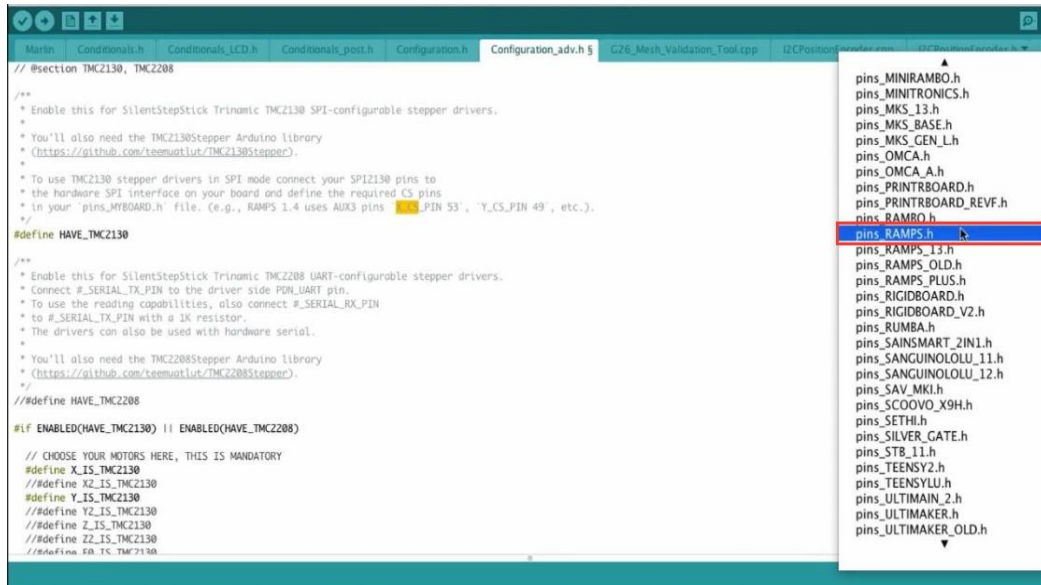 Marlin
Conditionals.h
Conditionals_LCD.h
Conditionals_post.h
Configuration.h
Configuration_adv.h §
G26_Mesh_Validation_Tool.cpp
I2CPositionEncoder.cpp
I2CPositionEncoder.h
// @section TMC2130, TMC2208
/**
* Enable this for SilentStepStick Trinamic TMC2130 SPI-configurable stepper drivers.
*
* You'll also need the TMC2130Stepper Arduino library
* (https://github.com/teemuatlut/TMC2130Stepper).
*
* To use TMC2130 stepper drivers in SPI mode connect your SPI2130 pins to
* the hardware SPI interface on your board and define the required CS pins
* in your `pins_MYBOARD.h` file. (e.g., RAMPS 1.4 uses AUX3 pins `X_CS_PIN 53`, `Y_CS_PIN 49`, etc.).
*/
#define HAVE_TMC2130
/**
* Enable this for SilentStepStick Trinamic TMC2208 UART-configurable stepper drivers.
* Connect #_SERIAL_TX_PIN to the driver side PDN_UART pin.
* To use the reading capabilities, also connect #_SERIAL_RX_PIN
* to #_SERIAL_TX_PIN with a 1K resistor.
* The drivers can also be used with hardware serial.
*
* You'll also need the TMC2208Stepper Arduino library
* (https://github.com/teemuatlut/TMC2208Stepper).
*/
//#define HAVE_TMC2208
#if ENABLED(HAVE_TMC2130) || ENABLED(HAVE_TMC2208)
// CHOOSE YOUR MOTORS HERE, THIS IS MANDATORY
#define X_IS_TMC2130
//#define X2_IS_TMC2130
#define Y_IS_TMC2130
//#define Y2_IS_TMC2130
//#define Z_IS_TMC2130
//#define Z2_IS_TMC2130
//#define E0_IS_TMC2130
pins_MINIRAMBO.h
pins_MINITRONICS.h
pins_MKS_13.h
pins_MKS_BASE.h
pins_MKS_GEN_L.h
pins_OMCA.h
pins_OMCA_A.h
pins_PRINTRBOARD.h
pins_PRINTRBOARD_REVF.h
pins_RAMBO.h
pins_RAMPS.h
pins_RAMPS_13.h
pins_RAMPS_OLD.h
pins_RAMPS_PLUS.h
pins_RIGIDBOARD.h
pins_RIGIDBOARD_V2.h
pins_RUMBA.h
pins_SAINSMART_2IN1.h
pins_SANGUINOLOLU_11.h
pins_SANGUINOLOLU_12.h
pins_SAV_MKI.h
pins_SCOOVO_X9H.h
pins_SETHI.h
pins_SILVER_GATE.h
pins_STB_11.h
pins_TEENSY2.h
pins_TEENSYLU.h
pins_ULTIMAIN_2.h
pins_ULTIMAKER.h
pins_ULTIMAKER_OLD.h